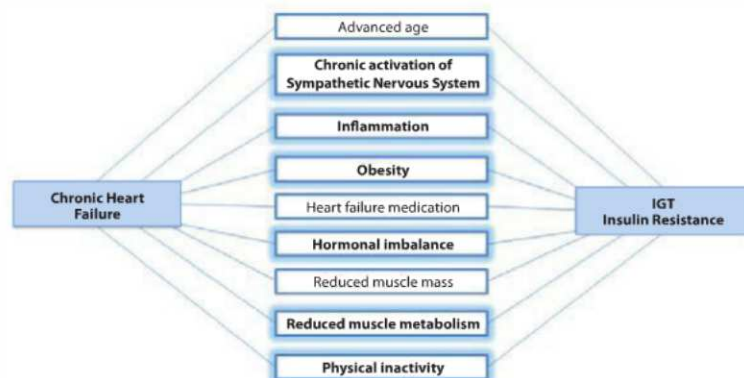 Advanced age
Chronic activation of
Sympathetic Nervous System
Inflammation
Obesity
Chronic Heart
Failure
Heart failure medication
IGT
Insulin Resistance
Hormonal imbalance
Reduced muscle mass
Reduced muscle metabolism
Physical inactivity